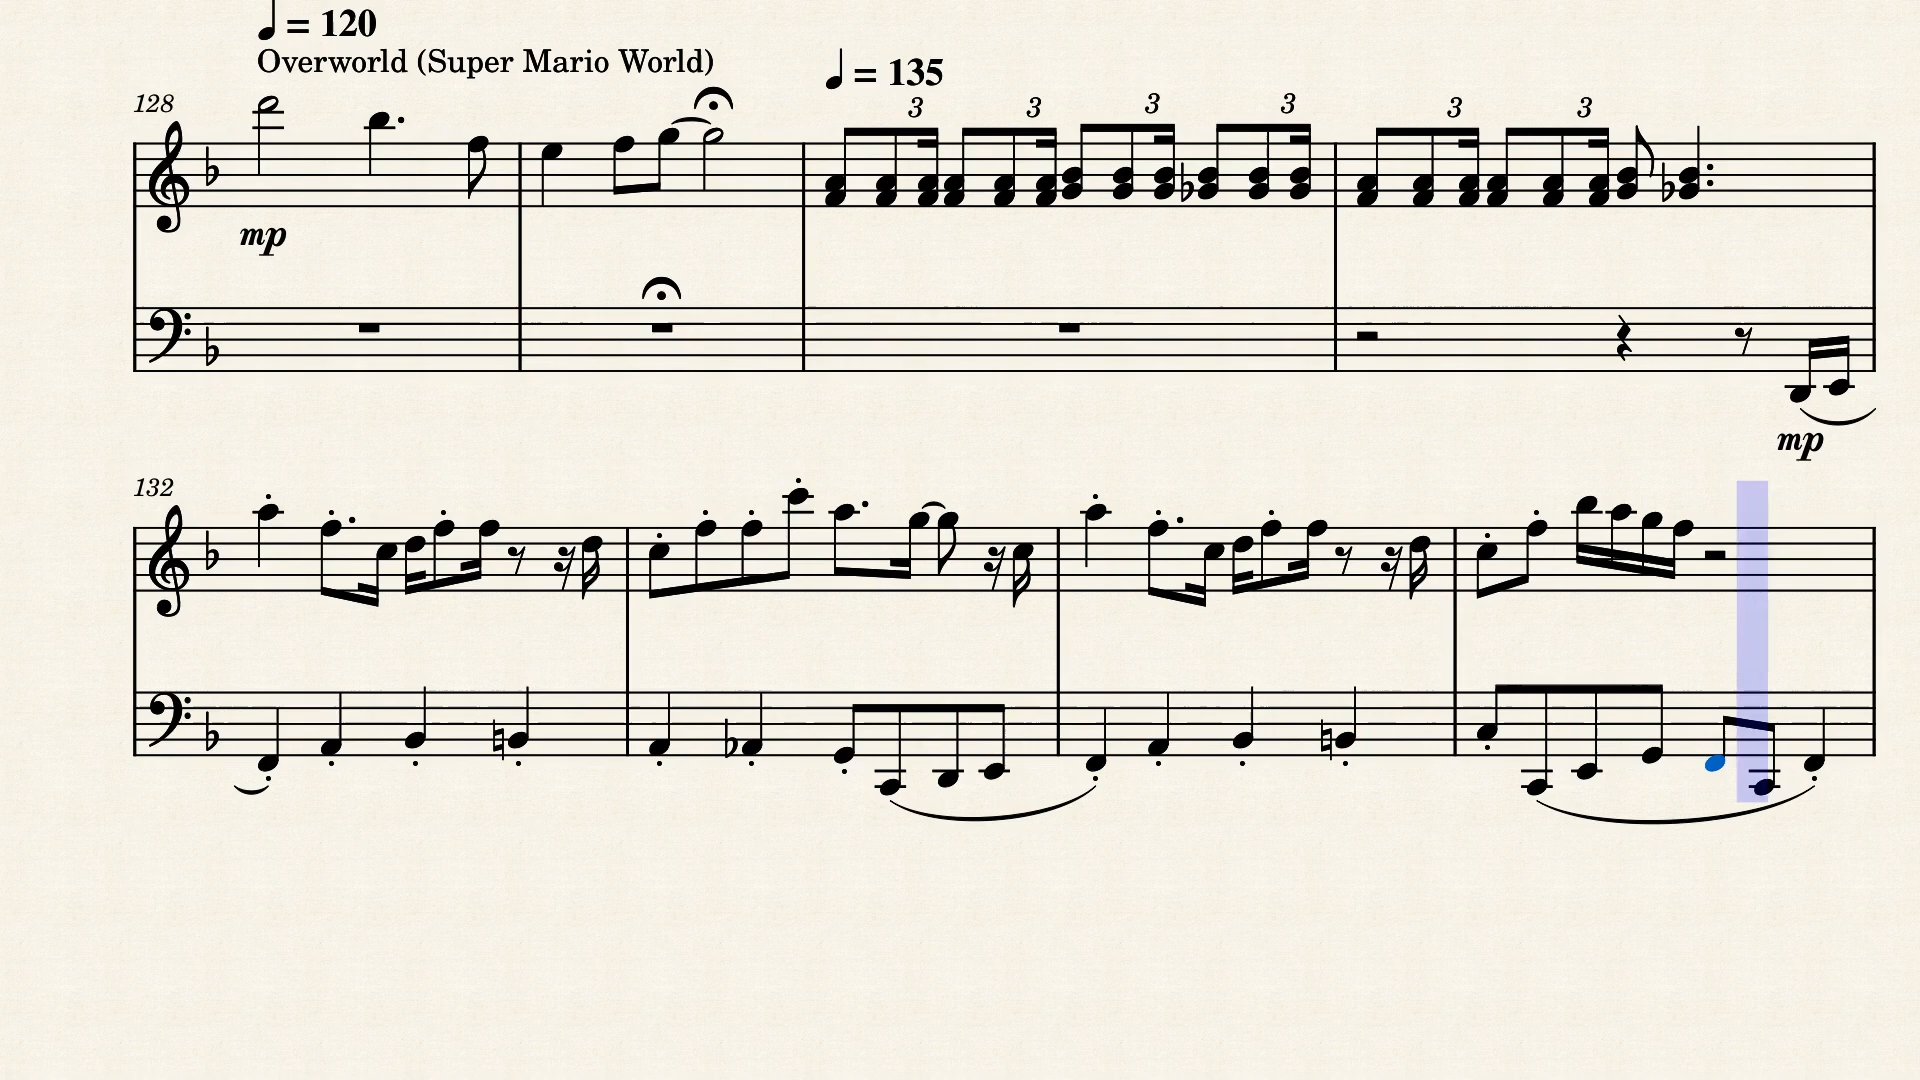 ♩ = 120
Overworld (Super Mario World)
♩ = 135
128
3 3 3 3 3 3
mp
mp
132